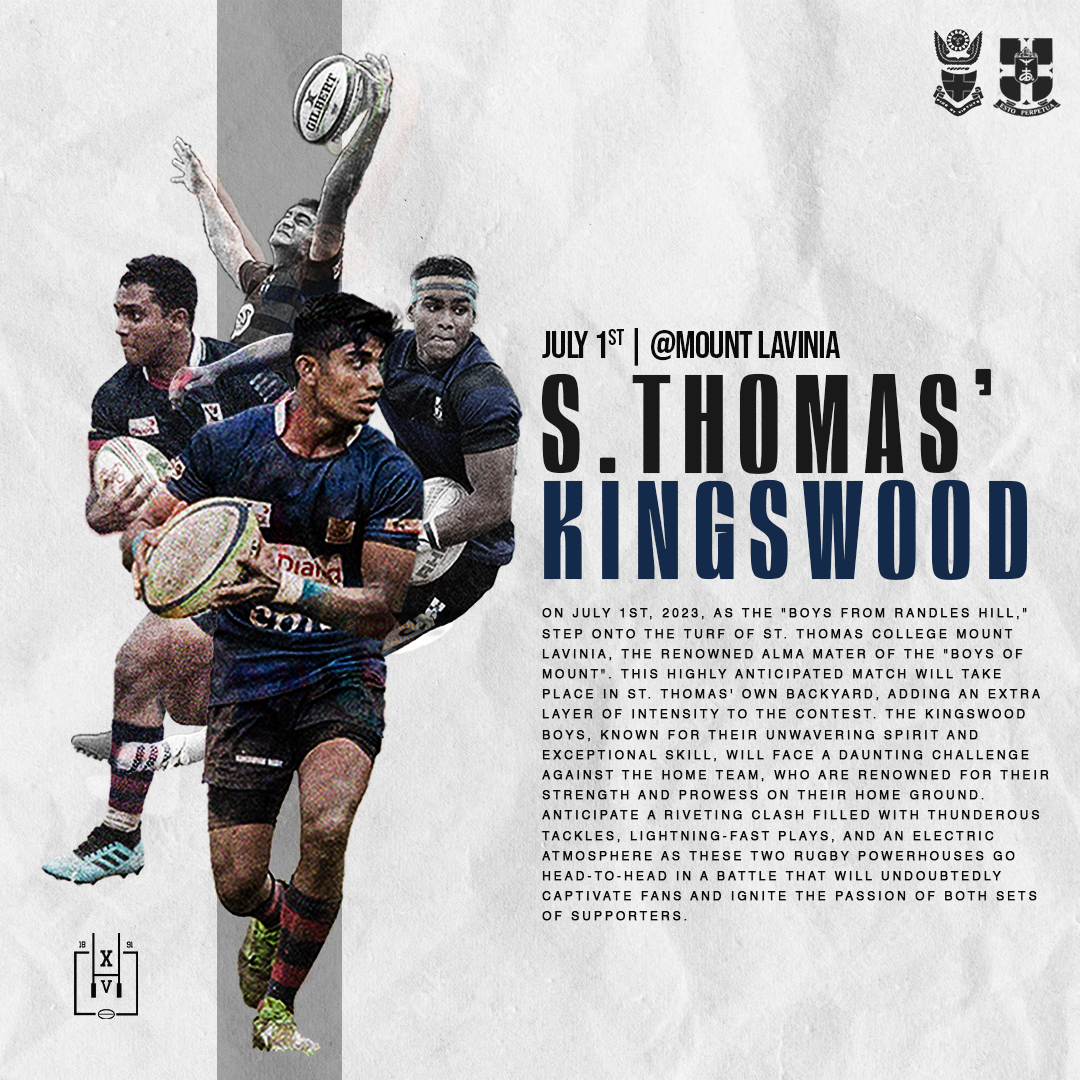 GILBERT
ESTO PERPETUA
JULY 1ST | @MOUNT LAVINIA
S.THOMAS'
KINGSWOOD
ON JULY 1ST, 2023, AS THE "BOYS FROM RANDLES HILL,"
STEP ONTO THE TURF OF ST. THOMAS COLLEGE MOUNT
LAVINIA, THE RENOWNED ALMA MATER OF THE "BOYS OF
MOUNT". THIS HIGHLY ANTICIPATED MATCH WILL TAKE
PLACE IN ST. THOMAS' OWN BACKYARD, ADDING AN EXTRA
LAYER OF INTENSITY TO THE CONTEST. THE KINGSWOOD
BOYS, KNOWN FOR THEIR UNWAVERING SPIRIT AND
EXCEPTIONAL SKILL, WILL FACE A DAUNTING CHALLENGE
AGAINST THE HOME TEAM, WHO ARE RENOWNED FOR THEIR
STRENGTH AND PROWESS ON THEIR HOME GROUND.
ANTICIPATE A RIVETING CLASH FILLED WITH THUNDEROUS
TACKLES, LIGHTNING-FAST PLAYS, AND AN ELECTRIC
ATMOSPHERE AS THESE TWO RUGBY POWERHOUSES GO
HEAD-TO-HEAD IN A BATTLE THAT WILL UNDOUBTEDLY
CAPTIVATE FANS AND IGNITE THE PASSION OF BOTH SETS
OF SUPPORTERS.
18 91
X
V